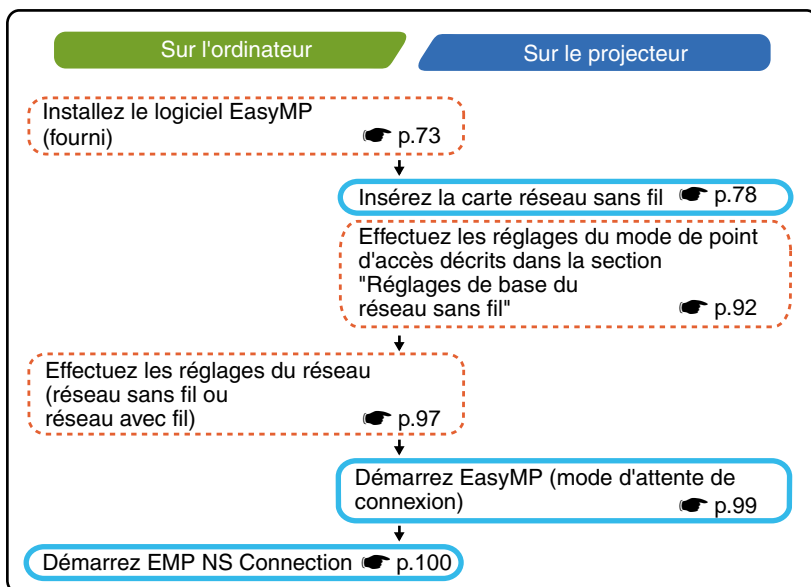 Sur l'ordinateur
Sur le projecteur
Installez le logiciel EasyMP
(fourni) ☛ p.73
Insérez la carte réseau sans fil ☛ p.78
Effectuez les réglages du mode de point
d'accès décrits dans la section
"Réglages de base du
réseau sans fil" ☛ p.92
Effectuez les réglages du réseau
(réseau sans fil ou
réseau avec fil) ☛ p.97
Démarrez EasyMP (mode d'attente de
connexion) ☛ p.99
Démarrez EMP NS Connection ☛ p.100